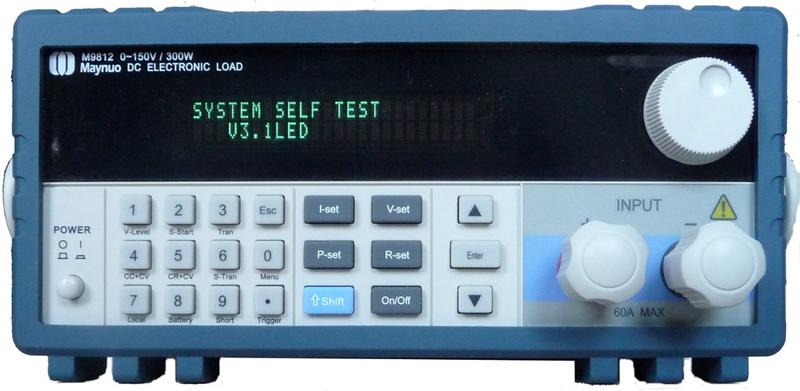 M9812 0~150V / 300W
Maynuo DC ELECTRONIC LOAD
SYSTEM SELF TEST
V3.1LED
POWER
O I
1 2 3 Esc
V-Level S-Start Tran
4 5 6 0
CC+CV CR+CV S-Tran Menu
7 8 9 •
Local Battery Short Trigger
I-set V-set
P-set R-set
⇧Shift On/Off
▲
Enter
▼
INPUT
+ −
60A MAX